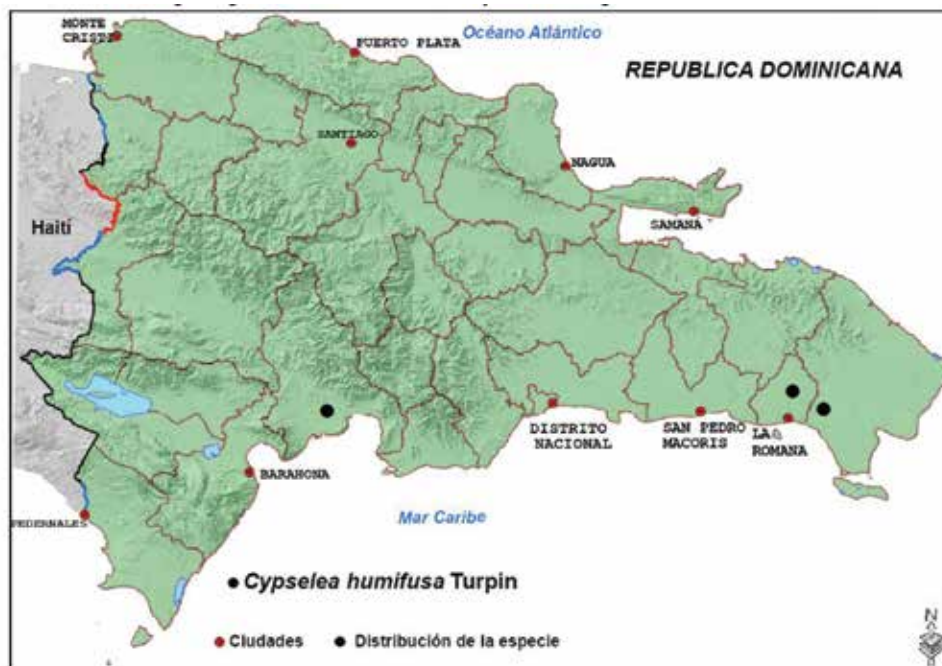 MONTE
CRISTI
PUERTO PLATA
Océano Atlántico
REPUBLICA DOMINICANA
SANTIAGO
NAGUA
SAMANA
Haití
DISTRITO
NACIONAL
SAN PEDRO
MACORIS
LA
ROMANA
BARAHONA
PEDERNALES
Mar Caribe
Cypselea humifusa Turpin
Ciudades
Distribución de la especie
N